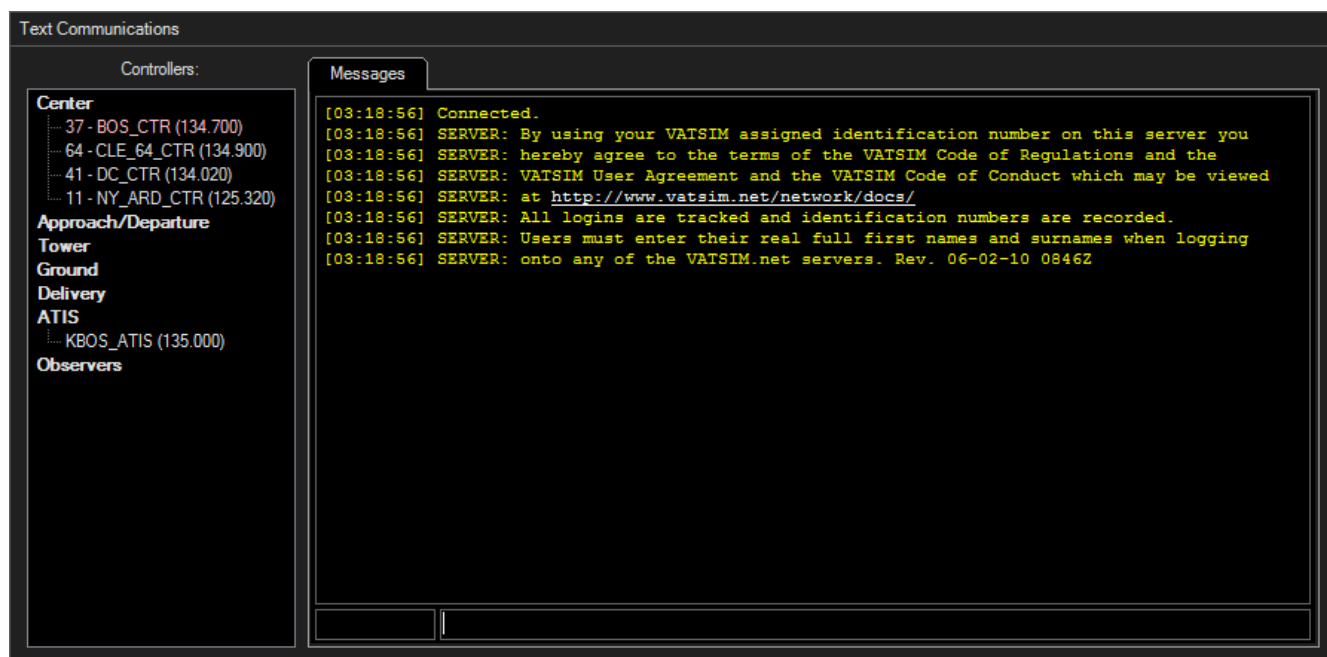 Text Communications
Controllers:
Center
37 - BOS_CTR (134.700)
64 - CLE_64_CTR (134.900)
41 - DC_CTR (134.020)
11 - NY_ARD_CTR (125.320)
Approach/Departure
Tower
Ground
Delivery
ATIS
KBOS_ATIS (135.000)
Observers
Messages
[03:18:56] Connected.
[03:18:56] SERVER: By using your VATSIM assigned identification number on this server you
[03:18:56] SERVER: hereby agree to the terms of the VATSIM Code of Regulations and the
[03:18:56] SERVER: VATSIM User Agreement and the VATSIM Code of Conduct which may be viewed
[03:18:56] SERVER: at http://www.vatsim.net/network/docs/
[03:18:56] SERVER: All logins are tracked and identification numbers are recorded.
[03:18:56] SERVER: Users must enter their real full first names and surnames when logging
[03:18:56] SERVER: onto any of the VATSIM.net servers. Rev. 06-02-10 0846Z